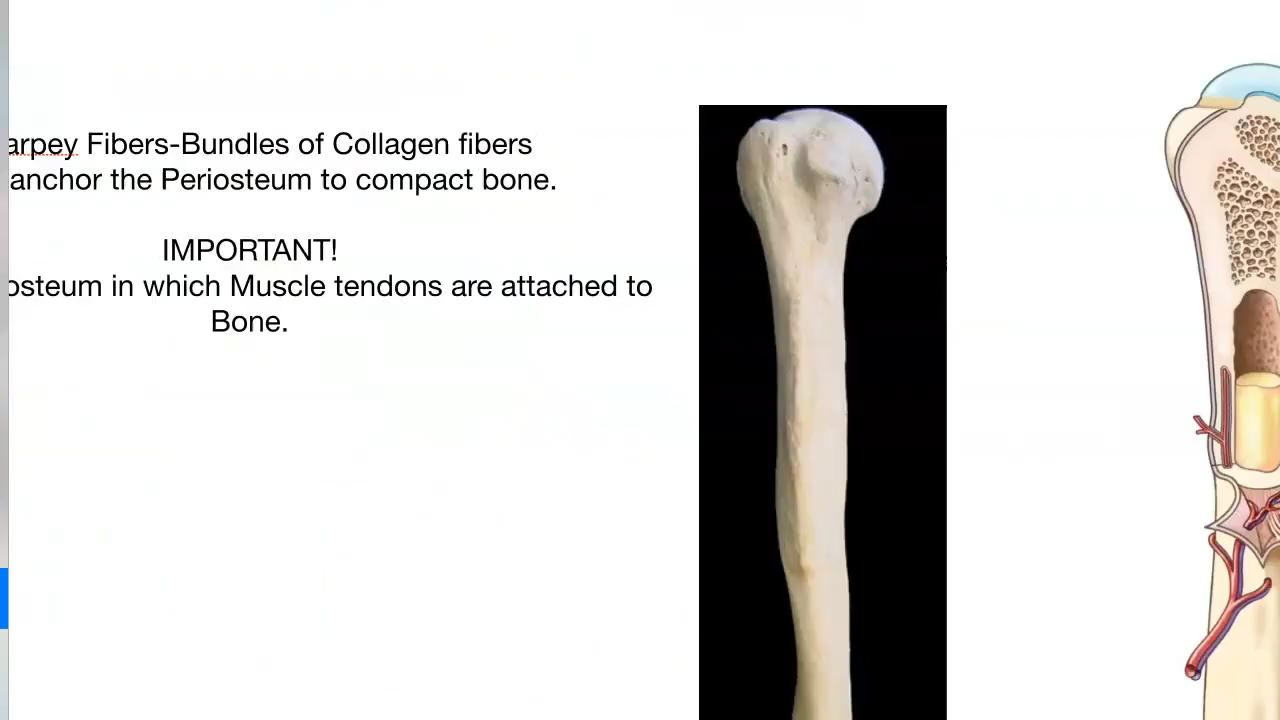 arpey Fibers-Bundles of Collagen fibers
anchor the Periosteum to compact bone.
IMPORTANT!
osteum in which Muscle tendons are attached to
Bone.